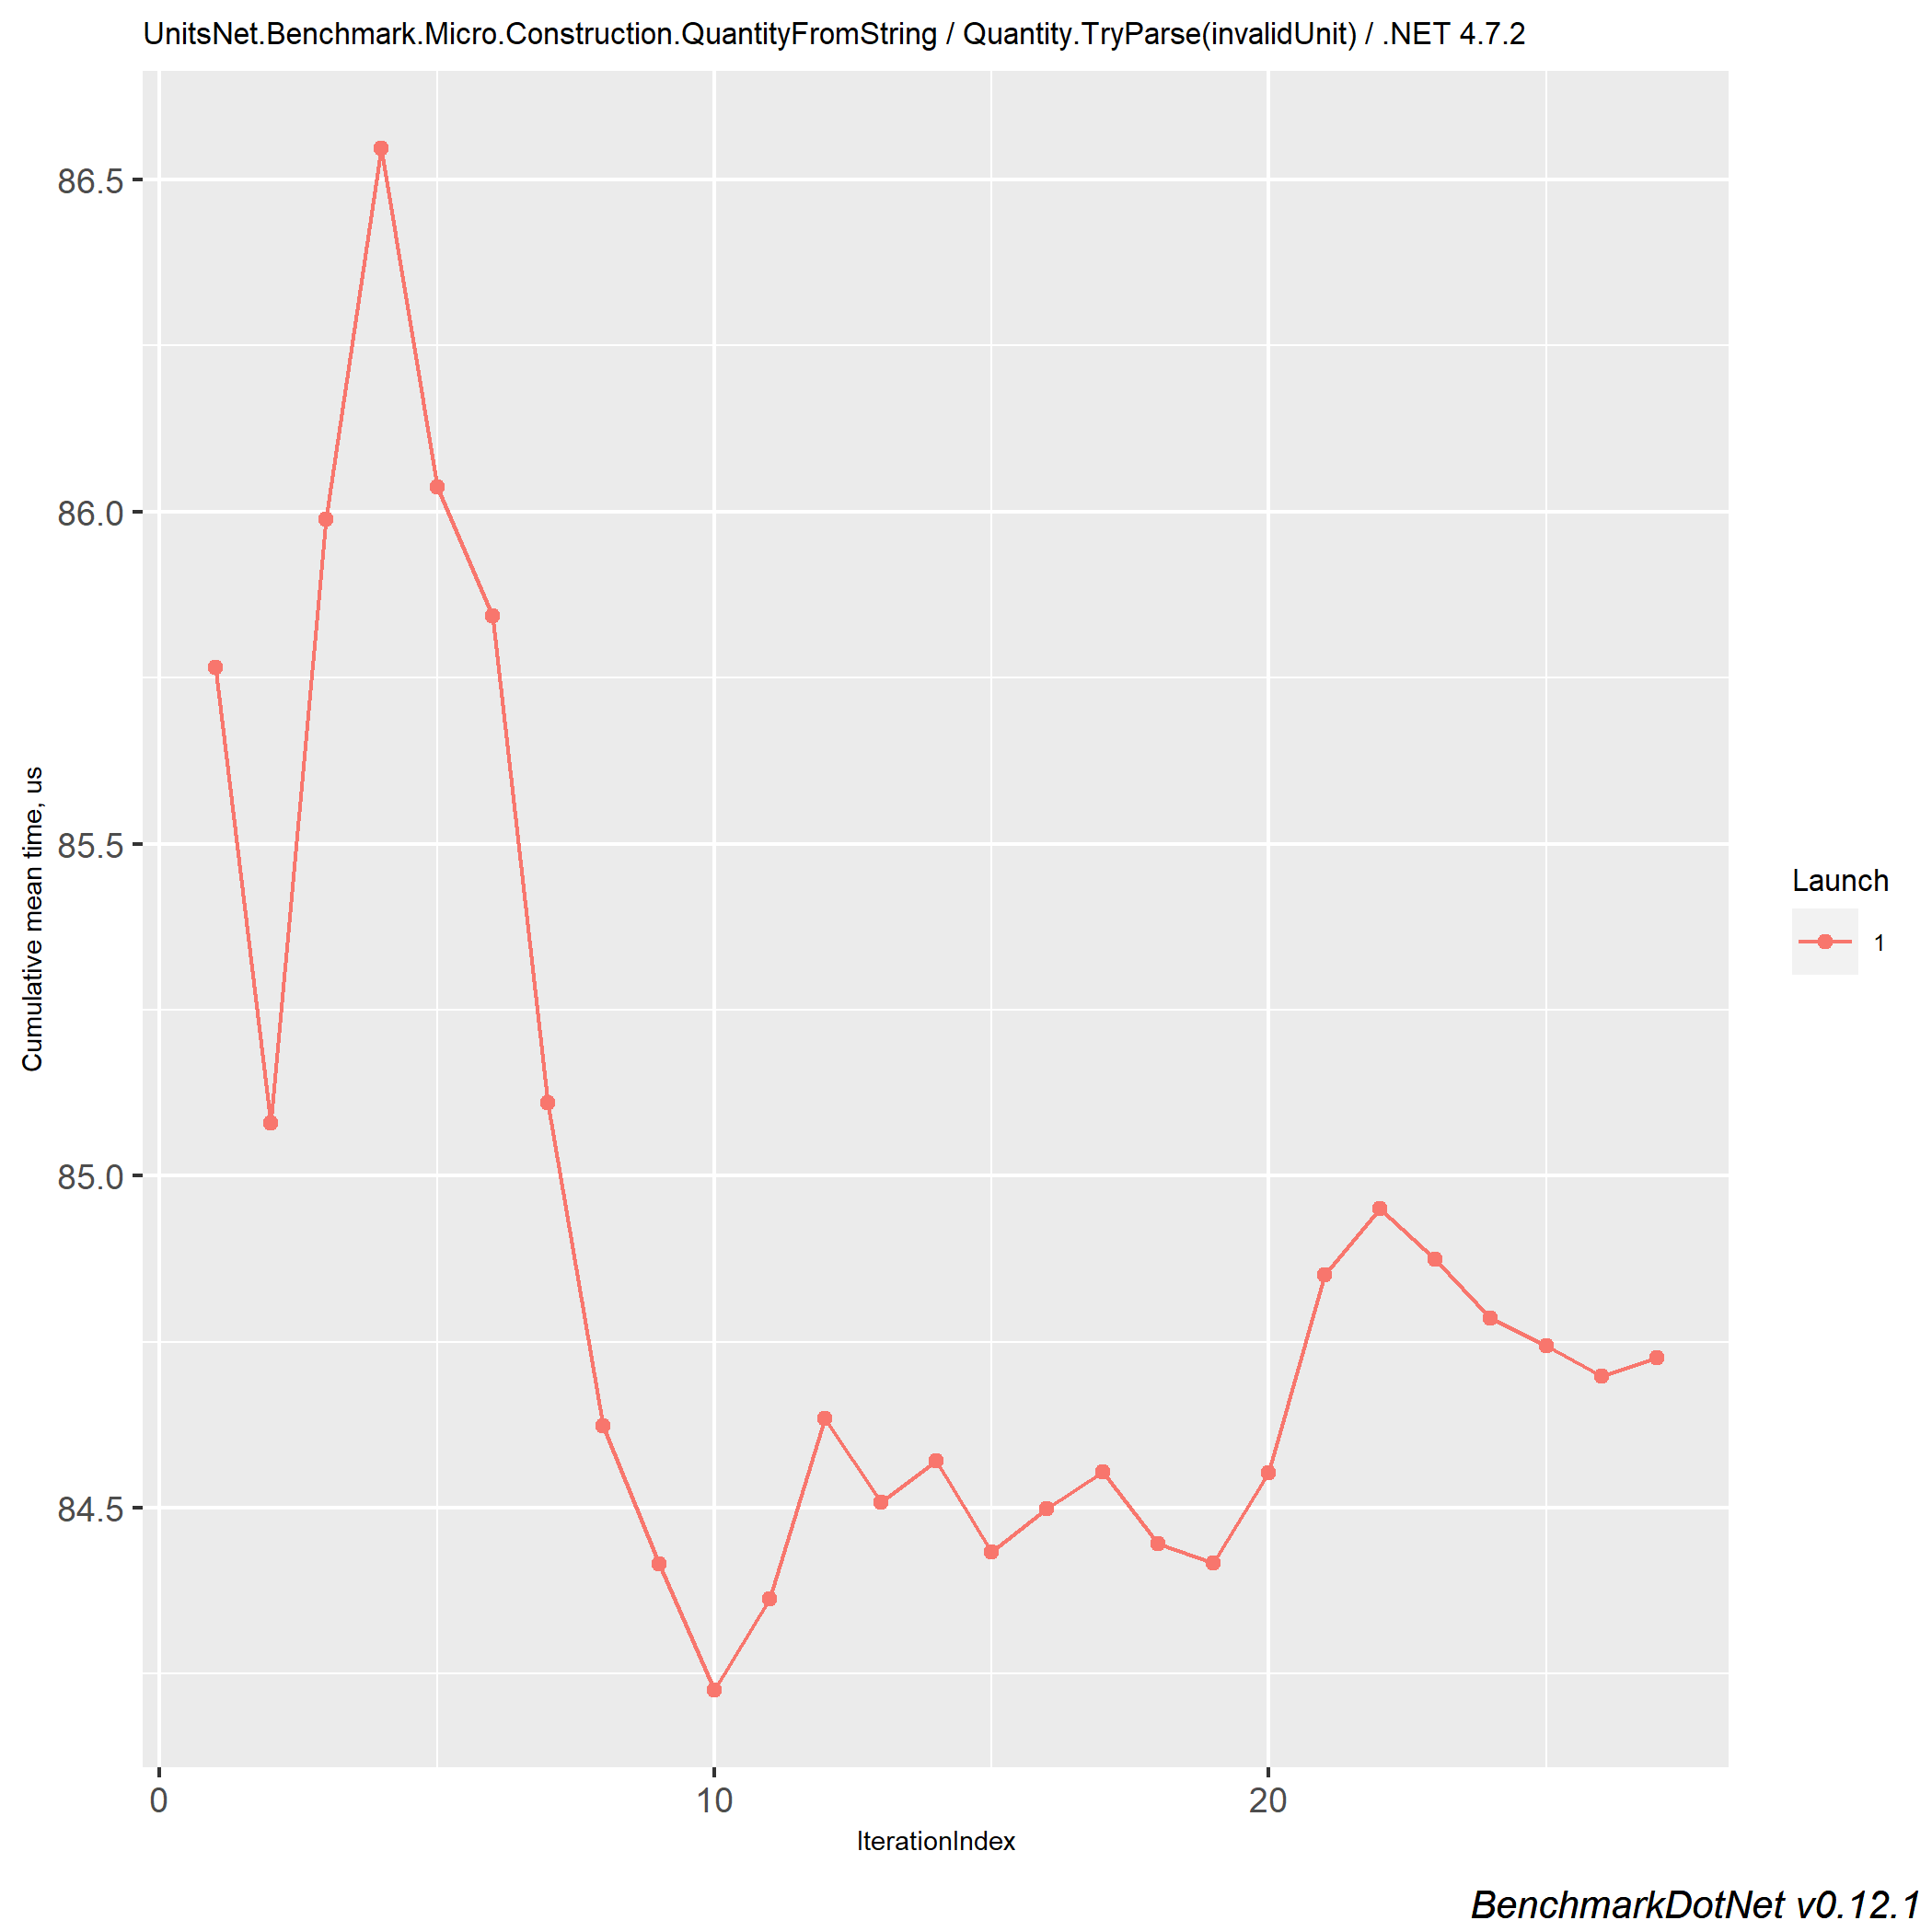 UnitsNet.Benchmark.Micro.Construction.QuantityFromString / Quantity.TryParse(invalidUnit) / .NET 4.7.2
86.5
86.0
85.5
85.0
84.5
Cumulative mean time, us
0 10 20
IterationIndex
Launch
1
BenchmarkDotNet v0.12.1